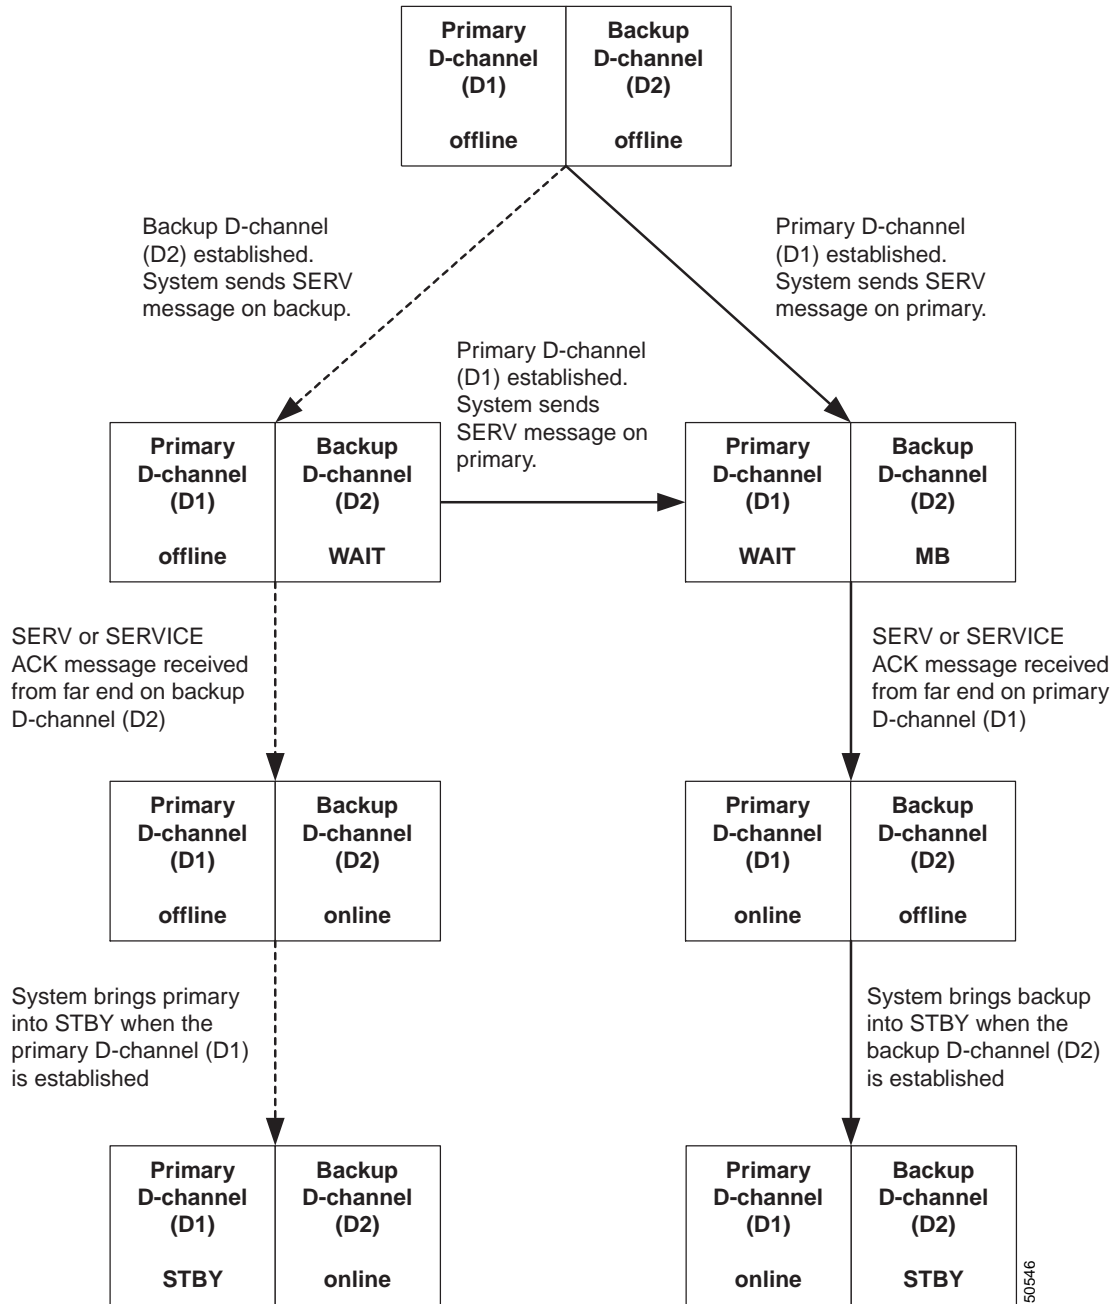 Primary
D-channel
(D1)
offline
Backup
D-channel
(D2)
offline
Backup D-channel
(D2) established.
System sends SERV
message on backup.
Primary D-channel
(D1) established.
System sends SERV
message on primary.
Primary D-channel
(D1) established.
System sends
SERV message on
primary.
Primary
D-channel
(D1)
offline
Backup
D-channel
(D2)
WAIT
Primary
D-channel
(D1)
WAIT
Backup
D-channel
(D2)
MB
SERV or SERVICE
ACK message received
from far end on backup
D-channel (D2)
SERV or SERVICE
ACK message received
from far end on primary
D-channel (D1)
Primary
D-channel
(D1)
offline
Backup
D-channel
(D2)
online
Primary
D-channel
(D1)
online
Backup
D-channel
(D2)
offline
System brings primary
into STBY when the
primary D-channel (D1)
is established
System brings backup
into STBY when the
backup D-channel (D2)
is established
Primary
D-channel
(D1)
STBY
Backup
D-channel
(D2)
online
Primary
D-channel
(D1)
online
Backup
D-channel
(D2)
STBY
50546